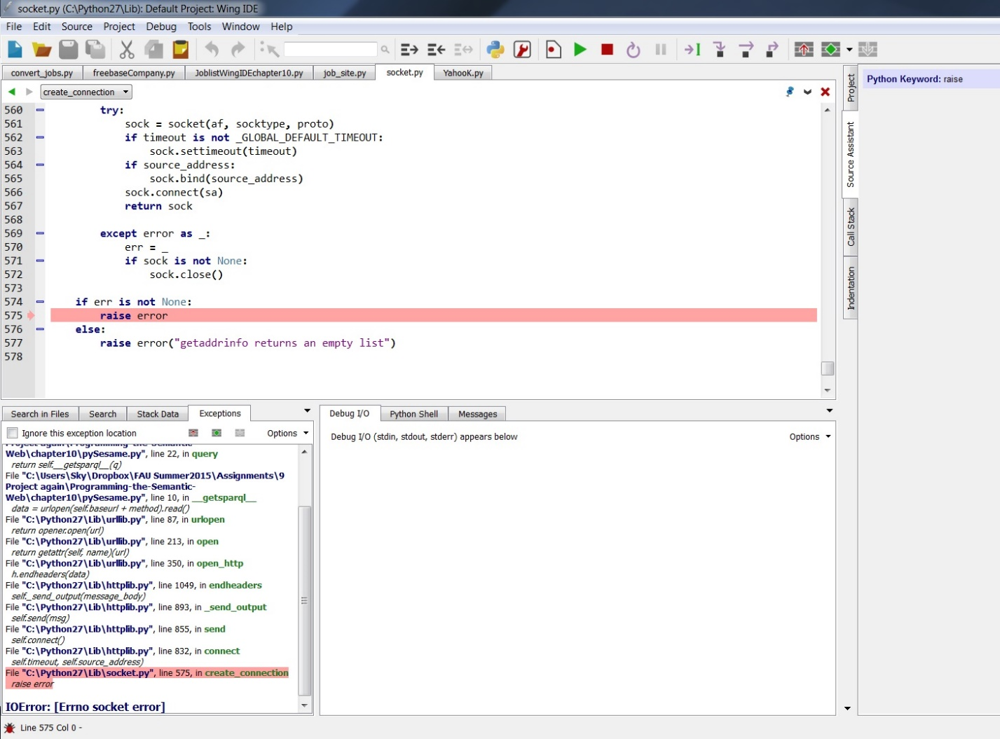 socket.py (C:\Python27\Lib): Default Project: Wing IDE
File Edit Source Project Debug Tools Window Help
convert_jobs.py freebaseCompany.py JoblistWingIDEchapter10.py job_site.py socket.py YahooK.py
create_connection
560 try:
561 sock = socket(af, socktype, proto)
562 if timeout is not _GLOBAL_DEFAULT_TIMEOUT:
563 sock.settimeout(timeout)
564 if source_address:
565 sock.bind(source_address)
566 sock.connect(sa)
567 return sock
568
569 except error as _:
570 err = _
571 if sock is not None:
572 sock.close()
573
574 if err is not None:
575 raise error
576 else:
577 raise error("getaddrinfo returns an empty list")
578
Project
Source Assistant
Call Stack
Indentation
Python Keyword: raise
Search in Files Search Stack Data Exceptions
Ignore this exception location Options
Project again\Programming-the-Semantic-
Web\chapter10\pySesame.py", line 22, in query
return self.__getsparql__(q)
File "C:\Users\Sky\Dropbox\FAU Summer2015\Assignments\9
Project again\Programming-the-Semantic-
Web\chapter10\pySesame.py", line 10, in __getsparql__
data = urlopen(self.baseurl + method).read()
File "C:\Python27\Lib\urllib.py", line 87, in urlopen
return opener.open(url)
File "C:\Python27\Lib\urllib.py", line 213, in open
return getattr(self, name)(url)
File "C:\Python27\Lib\urllib.py", line 350, in open_http
h.endheaders(data)
File "C:\Python27\Lib\httplib.py", line 1049, in endheaders
self._send_output(message_body)
File "C:\Python27\Lib\httplib.py", line 893, in _send_output
self.send(msg)
File "C:\Python27\Lib\httplib.py", line 855, in send
self.connect()
File "C:\Python27\Lib\httplib.py", line 832, in connect
self.timeout, self.source_address)
File "C:\Python27\Lib\socket.py", line 575, in create_connection
raise error
IOError: [Errno socket error]
Debug I/O Python Shell Messages
Debug I/O (stdin, stdout, stderr) appears below Options
Line 575 Col 0 -